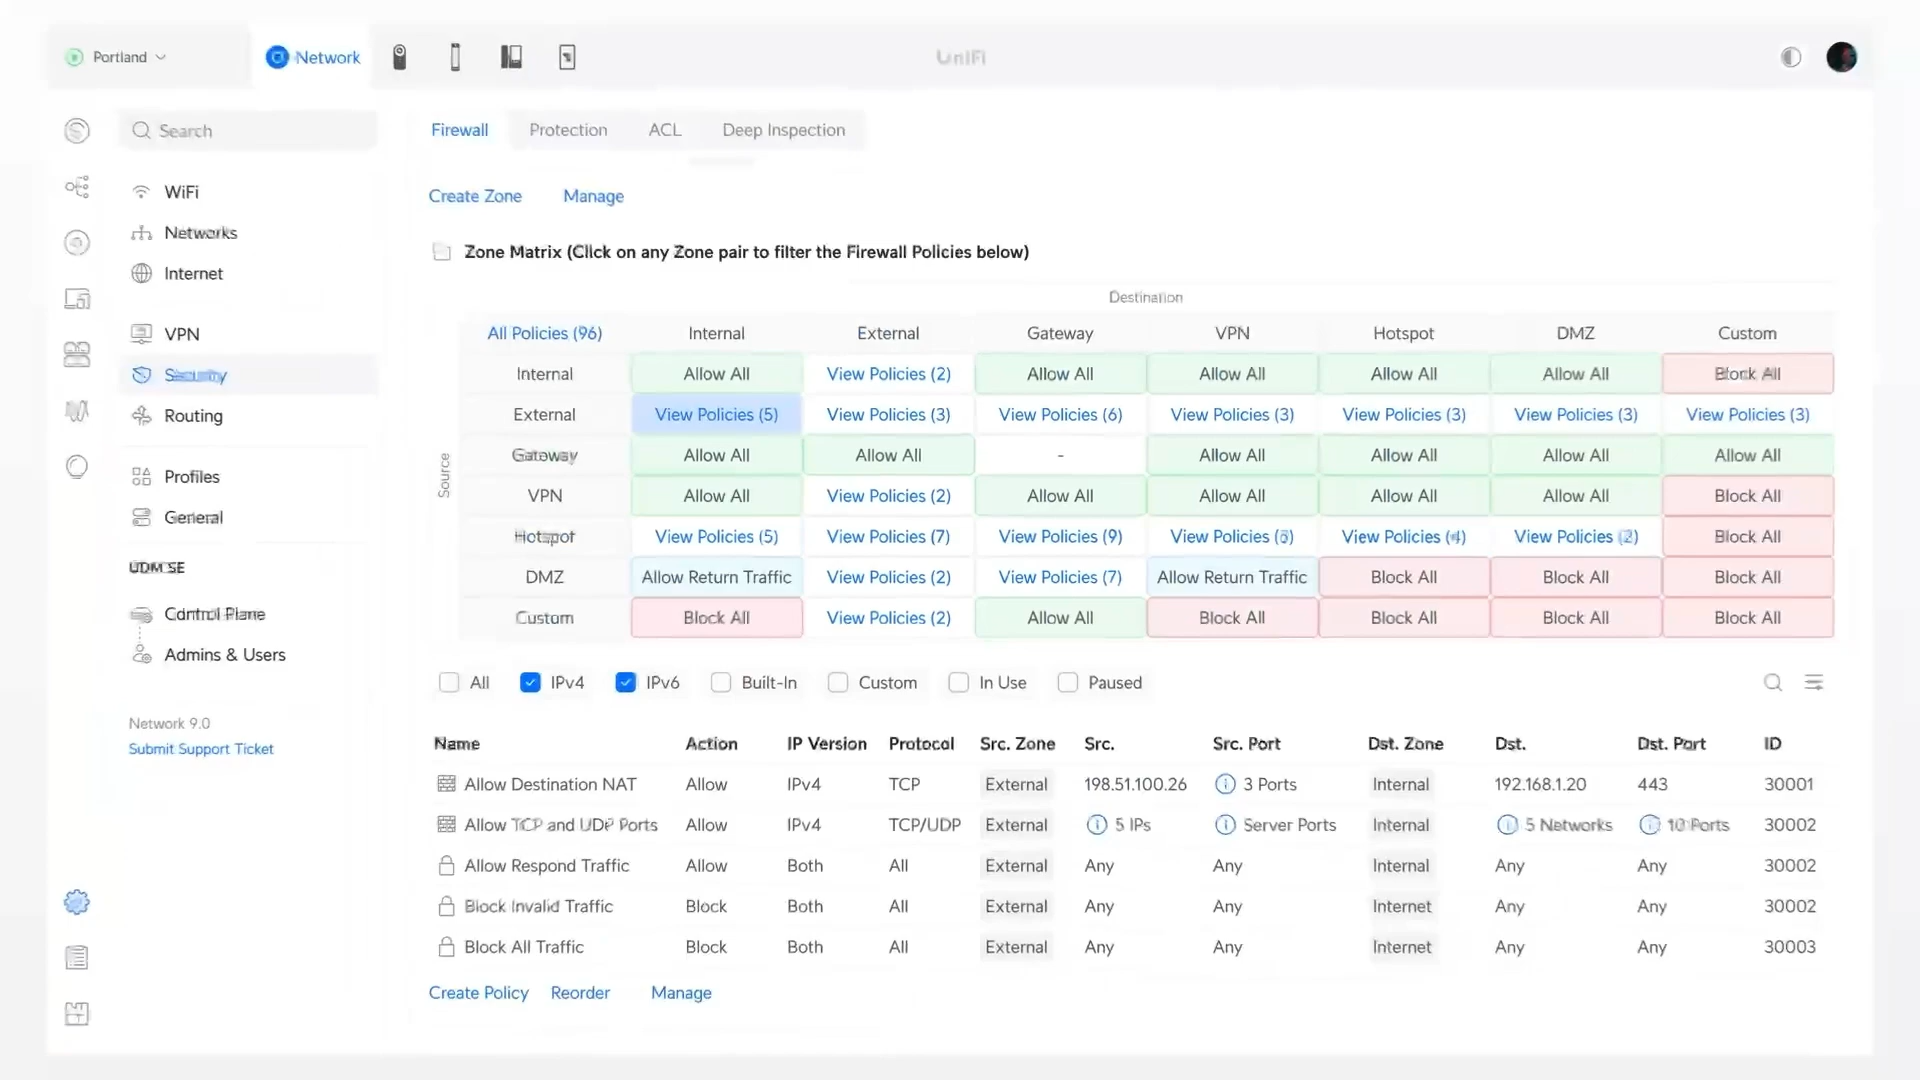 Portland
Network
UniFi
Search
WiFi
Networks
Internet
VPN
Security
Routing
Profiles
General
UDM SE
Control Plane
Admins & Users
Network 9.0
Submit Support Ticket
Firewall Protection ACL Deep Inspection
Create Zone Manage
Zone Matrix (Click on any Zone pair to filter the Firewall Policies below)
Destination
Source
All Policies (96) Internal External Gateway VPN Hotspot DMZ Custom
Internal Allow All View Policies (2) Allow All Allow All Allow All Allow All Block All
External View Policies (5) View Policies (3) View Policies (6) View Policies (3) View Policies (3) View Policies (3) View Policies (3)
Gateway Allow All Allow All - Allow All Allow All Allow All Allow All
VPN Allow All View Policies (2) Allow All Allow All Allow All Allow All Block All
Hotspot View Policies (5) View Policies (7) View Policies (9) View Policies View Policies (4) View Policies (2) Block All
DMZ Allow Return Traffic View Policies (2) View Policies (7) Allow Return Traffic Block All Block All Block All
Custom Block All View Policies (2) Allow All Block All Block All Block All Block All
All IPv4 IPv6 Built-In Custom In Use Paused
Name Action IP Version Protocol Src. Zone Src. Src. Port Dst. Zone Dst. Dst. Port ID
Allow Destination NAT Allow IPv4 TCP External 198.51.100.26 3 Ports Internal 192.168.1.20 443 30001
Allow TCP and UDP Ports Allow IPv4 TCP/UDP External 5 IPs Server Ports Internal 5 Networks 10 Ports 30002
Allow Respond Traffic Allow Both All External Any Any Internal Any Any 30002
Block Invalid Traffic Block Both All External Any Any Internet Any Any 30002
Block All Traffic Block Both All External Any Any Internet Any Any 30003
Create Policy Reorder Manage